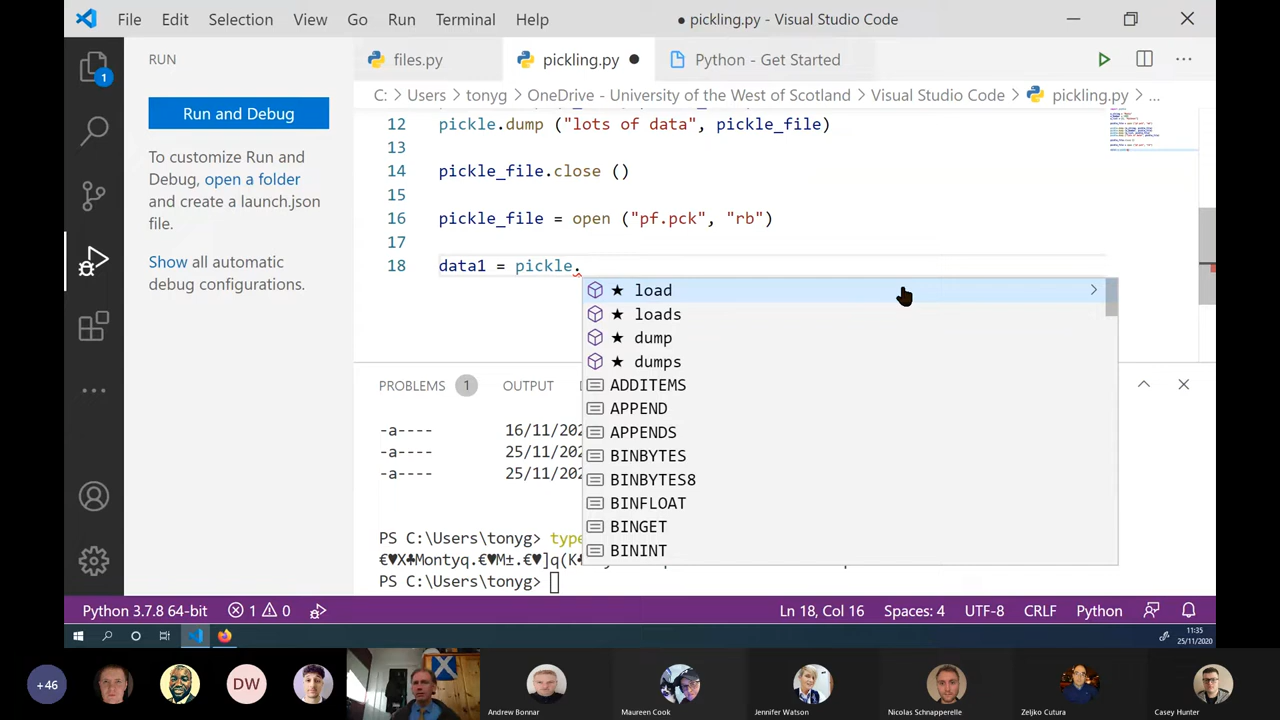 File Edit Selection View Go Run Terminal Help
● pickling.py - Visual Studio Code
1
RUN
Run and Debug
To customize Run and
Debug, open a folder
and create a launch.json
file.
Show all automatic
debug configurations.
files.py
pickling.py ●
Python - Get Started
C: > Users > tonyg > OneDrive - University of the West of Scotland > Visual Studio Code > pickling.py > ...
12 pickle.dump ("lots of data", pickle_file)
13
14 pickle_file.close ()
15
16 pickle_file = open ("pf.pck", "rb")
17
18 data1 = pickle.
★ load
★ loads
★ dump
★ dumps
ADDITEMS
APPEND
APPENDS
BINBYTES
BINBYTES8
BINFLOAT
BINGET
BININT
PROBLEMS 1 OUTPUT
-a---- 16/11/202
-a---- 25/11/202
-a---- 25/11/202
PS C:\Users\tonyg> type
€♥X♣Montyq.€♥M±.€♥]q(K♣
PS C:\Users\tonyg>
Python 3.7.8 64-bit 1 0 Ln 18, Col 16 Spaces: 4 UTF-8 CRLF Python
11:35
25/11/2020
+46
DW
Andrew Bonnar
Maureen Cook
Jennifer Watson
Nicolas Schnapperelle
Zeljko Cutura
Casey Hunter